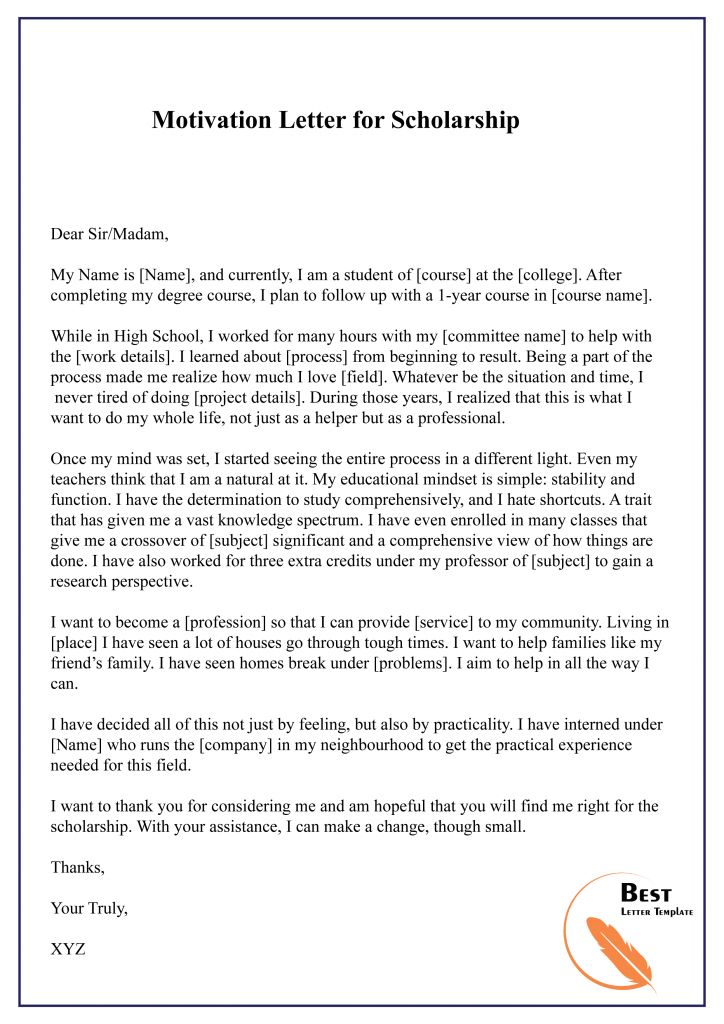 Motivation Letter for Scholarship
Dear Sir/Madam,
My Name is [Name], and currently, I am a student of [course] at the [college]. After
completing my degree course, I plan to follow up with a 1-year course in [course name].
While in High School, I worked for many hours with my [committee name] to help with
the [work details]. I learned about [process] from beginning to result. Being a part of the
process made me realize how much I love [field]. Whatever be the situation and time, I
never tired of doing [project details]. During those years, I realized that this is what I
want to do my whole life, not just as a helper but as a professional.
Once my mind was set, I started seeing the entire process in a different light. Even my
teachers think that I am a natural at it. My educational mindset is simple: stability and
function. I have the determination to study comprehensively, and I hate shortcuts. A trait
that has given me a vast knowledge spectrum. I have even enrolled in many classes that
give me a crossover of [subject] significant and a comprehensive view of how things are
done. I have also worked for three extra credits under my professor of [subject] to gain a
research perspective.
I want to become a [profession] so that I can provide [service] to my community. Living in
[place] I have seen a lot of houses go through tough times. I want to help families like my
friend’s family. I have seen homes break under [problems]. I aim to help in all the way I
can.
I have decided all of this not just by feeling, but also by practicality. I have interned under
[Name] who runs the [company] in my neighbourhood to get the practical experience
needed for this field.
I want to thank you for considering me and am hopeful that you will find me right for the
scholarship. With your assistance, I can make a change, though small.
Thanks,
Your Truly,
XYZ
Best
Letter Template